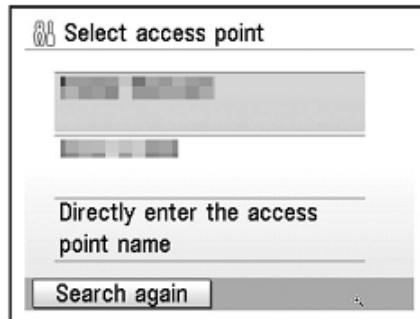 Select access point
Directly enter the access
point name
Search again